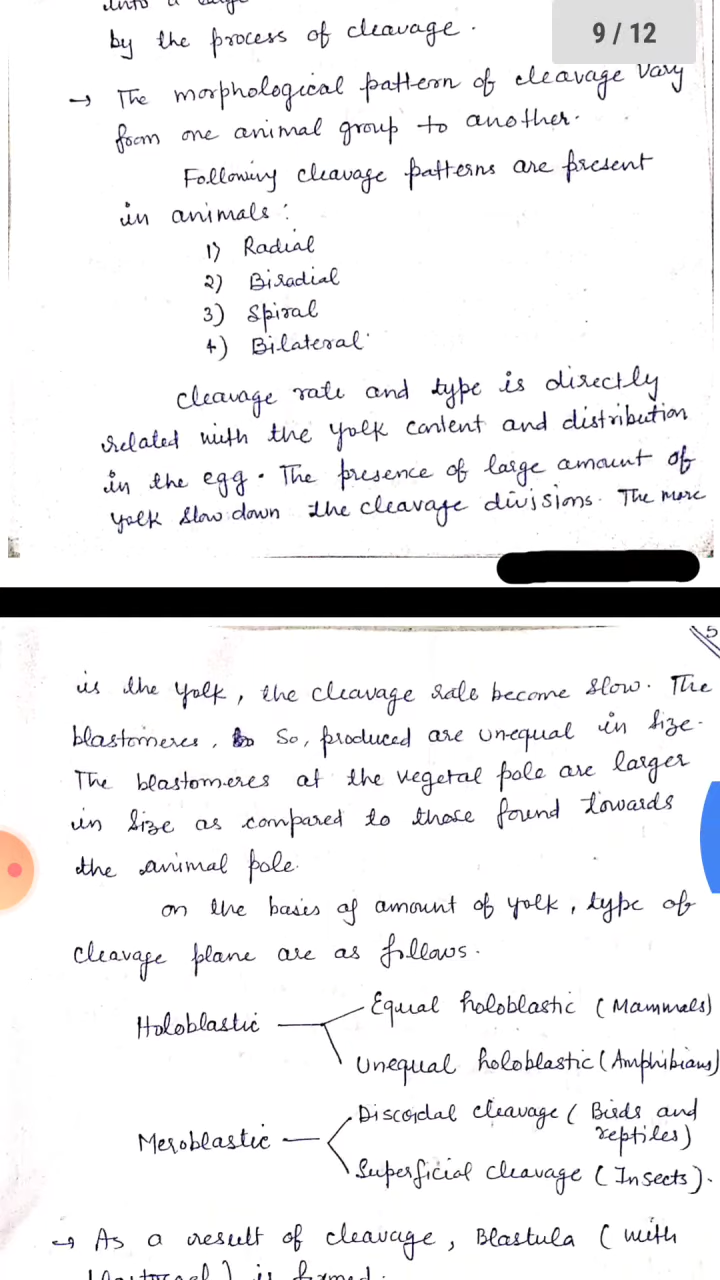 into a large
by the process of cleavage.
9 / 12
→ The morphological pattern of cleavage vary
from one animal group to another.
Following cleavage patterns are present
in animals:
1) Radial
2) Biradial
3) Spiral
4) Bilateral
Cleavage rate and type is directly
related with the yolk content and distribution
in the egg. The presence of large amount of
yolk slow down the cleavage divisions. The more
5
is the yolk, the cleavage rate become slow. The
blastomeres, So, produced are unequal in size.
The blastomeres at the vegetal pole are larger
in size as compared to those found towards
the animal pole.
on the basis of amount of yolk, type of
cleavage plane are as follows.
Equal holoblastic (Mammals)
Holoblastic
Unequal holoblastic (Amphibians)
Discoidal cleavage (Birds and
reptiles)
Meroblastic
Superficial cleavage (Insects).
→ As a result of cleavage, Blastula (with
is formed.